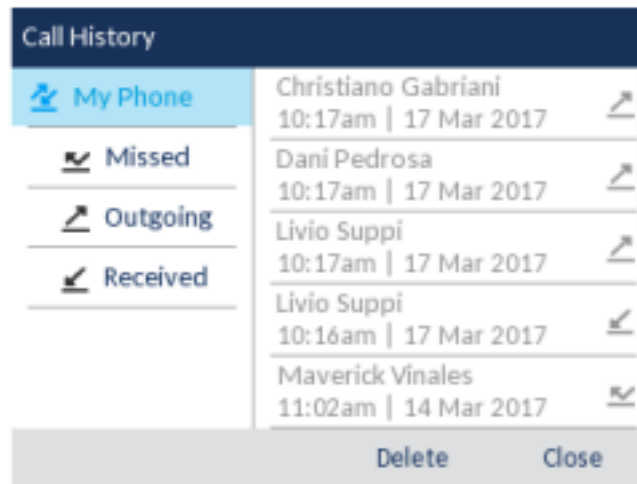 Call History
My Phone
Missed
Outgoing
Received
Christiano Gabriani
10:17am | 17 Mar 2017
Dani Pedrosa
10:17am | 17 Mar 2017
Livio Suppi
10:17am | 17 Mar 2017
Livio Suppi
10:16am | 17 Mar 2017
Maverick Vinales
11:02am | 14 Mar 2017
Delete Close